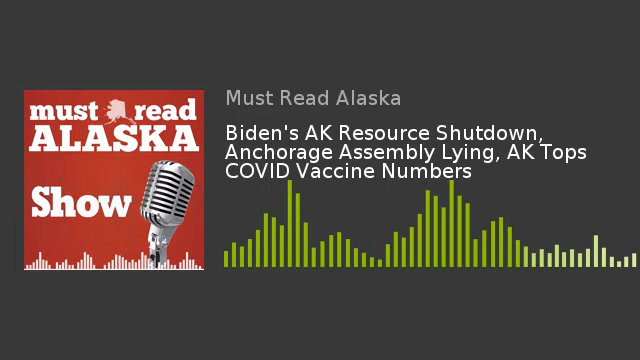 must read
ALASKA
Show
Must Read Alaska
Biden's AK Resource Shutdown,
Anchorage Assembly Lying, AK Tops
COVID Vaccine Numbers